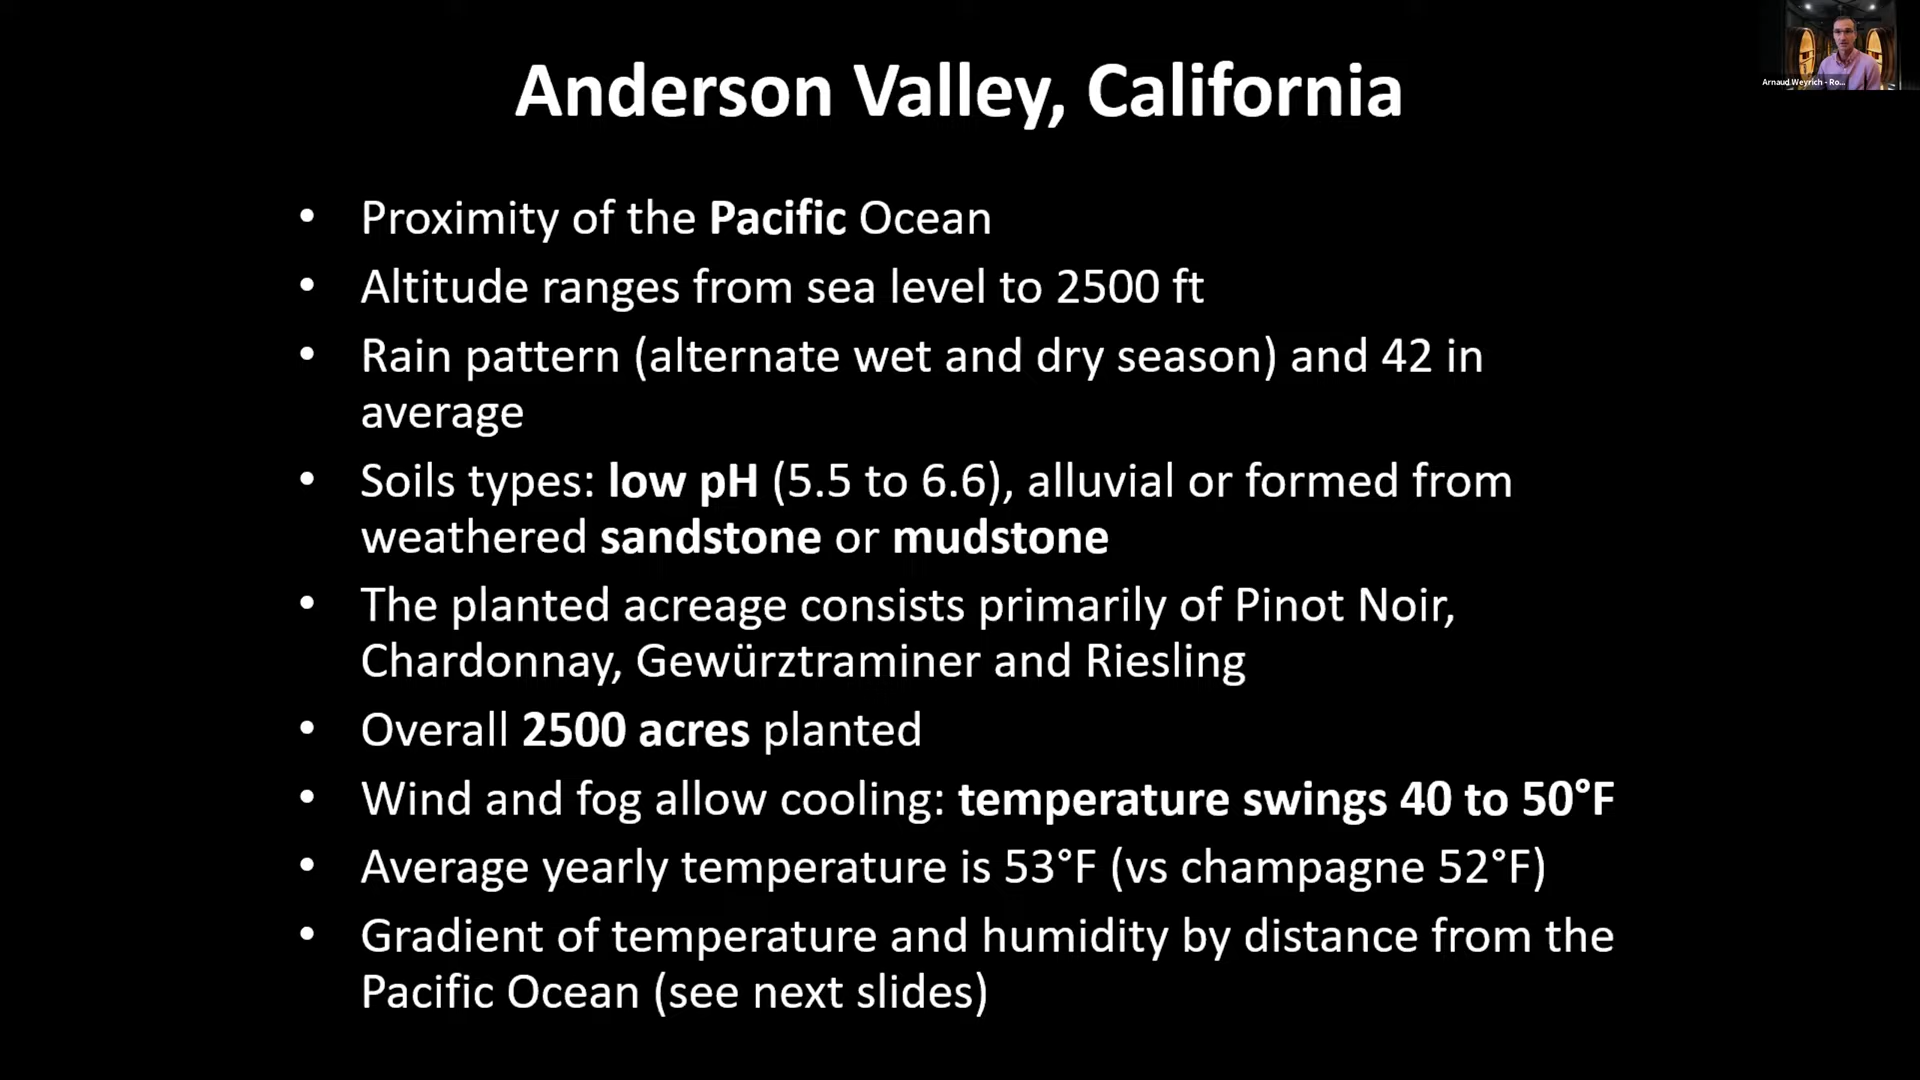 Anderson Valley, California
Arnaud Weyrich - Ro...
• Proximity of the Pacific Ocean
• Altitude ranges from sea level to 2500 ft
• Rain pattern (alternate wet and dry season) and 42 in
average
• Soils types: low pH (5.5 to 6.6), alluvial or formed from
weathered sandstone or mudstone
• The planted acreage consists primarily of Pinot Noir,
Chardonnay, Gewürztraminer and Riesling
• Overall 2500 acres planted
• Wind and fog allow cooling: temperature swings 40 to 50°F
• Average yearly temperature is 53°F (vs champagne 52°F)
• Gradient of temperature and humidity by distance from the
Pacific Ocean (see next slides)